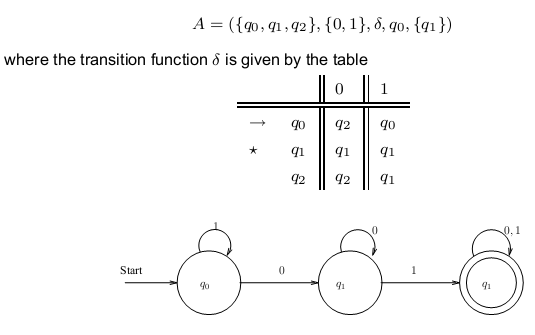 A = ({q₀, q₁, q₂}, {0, 1}, δ, q₀, {q₁})
where the transition function δ is given by the table
0 1
→ q₀ q₂ q₀
⋆ q₁ q₁ q₁
q₂ q₂ q₁
1 0 0, 1
Start 0 1
q₀ q₁ q₁